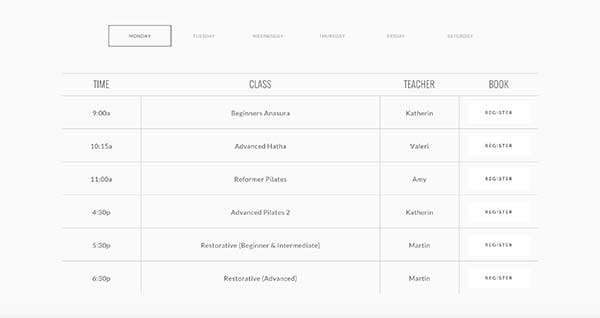 MONDAY TUESDAY WEDNESDAY THURSDAY FRIDAY SATURDAY
TIME CLASS TEACHER BOOK
9:00a Beginners Anasura Katherin REGISTER
10:15a Advanced Hatha Valeri REGISTER
11:00a Reformer Pilates Amy REGISTER
4:30p Advanced Pilates 2 Katherin REGISTER
5:30p Restorative (Beginner & Intermediate) Martin REGISTER
6:30p Restorative (Advanced) Martin REGISTER